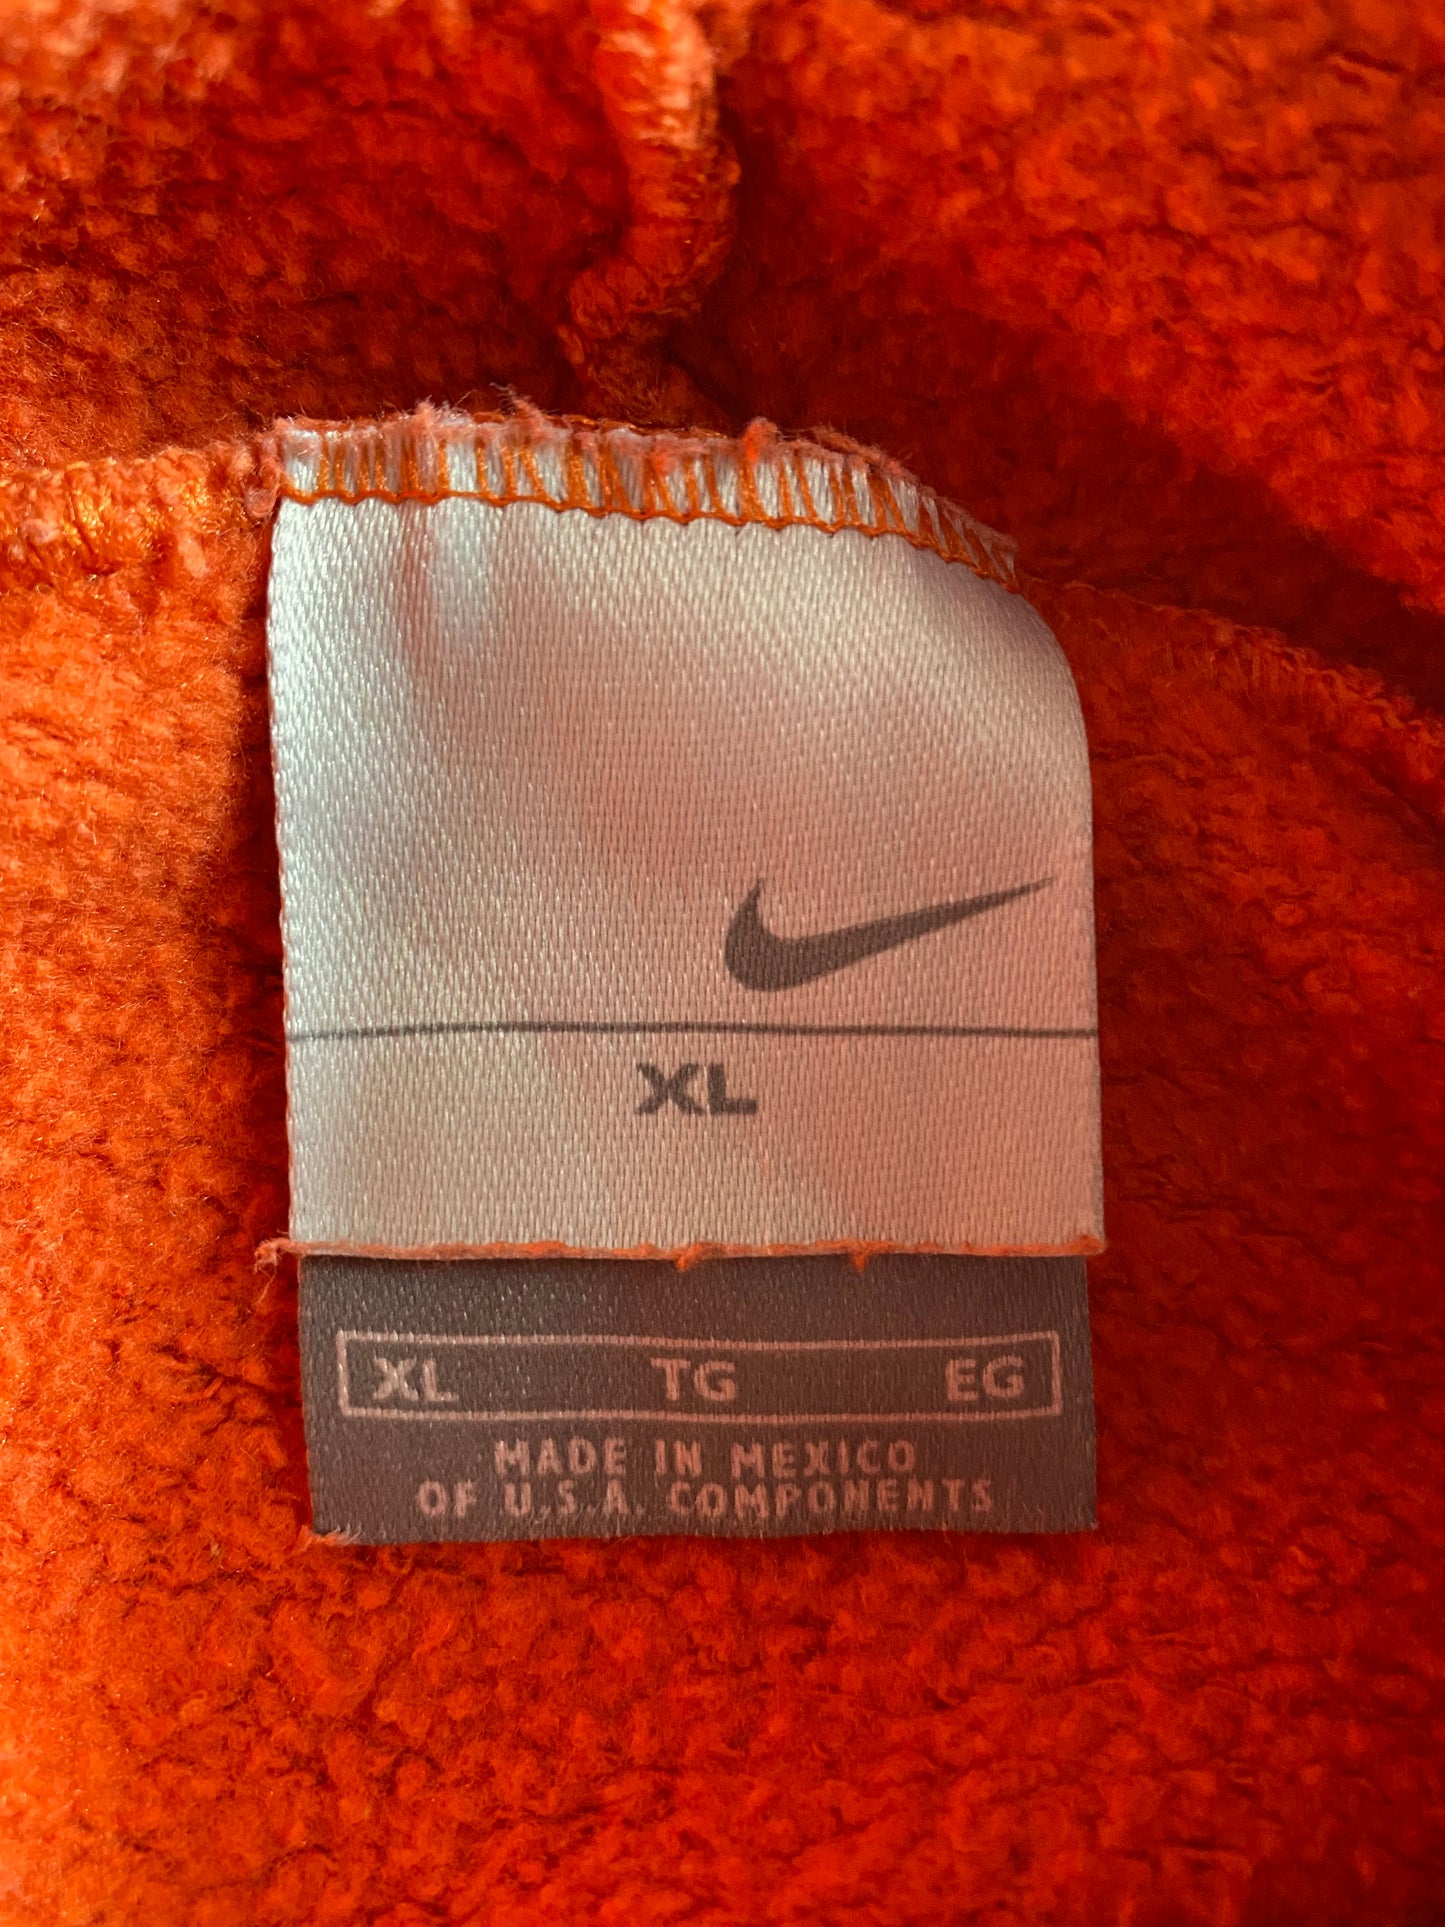 XL
XL TG EG
MADE IN MEXICO
OF U.S.A. COMPONENTS